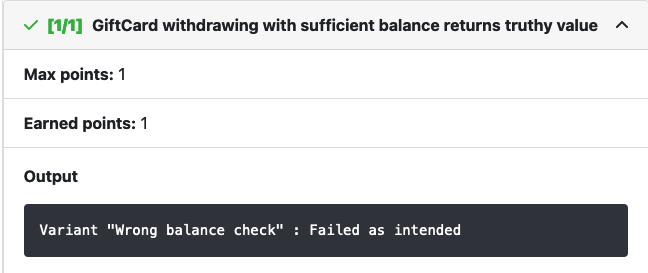 [1/1] GiftCard withdrawing with sufficient balance returns truthy value
Max points: 1
Earned points: 1
Output
Variant "Wrong balance check" : Failed as intended